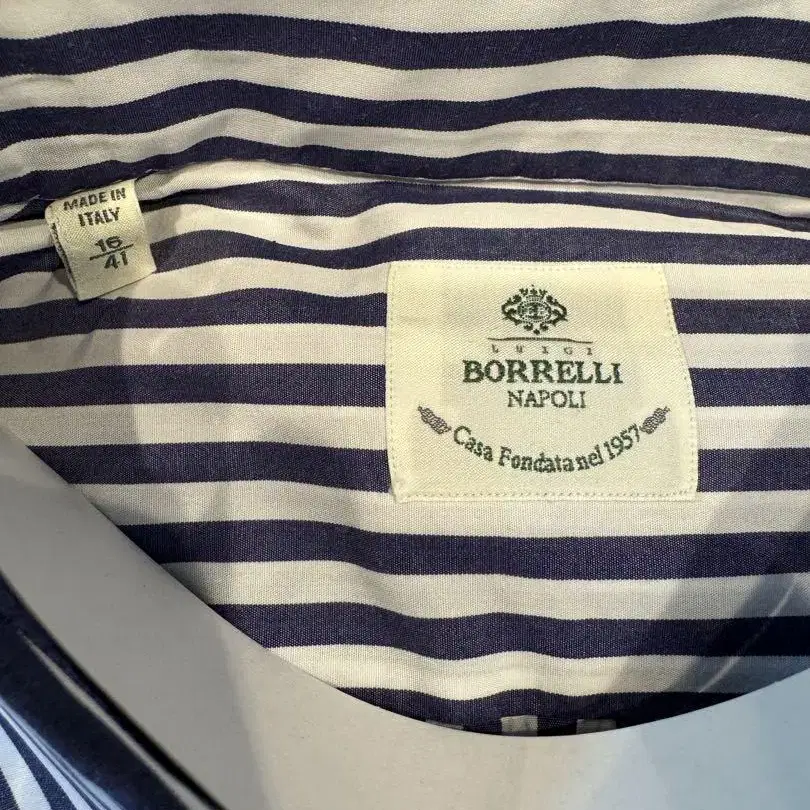 MADE IN
ITALY
16
41
LUIGI
BORRELLI
NAPOLI
Casa Fondata nel 1957